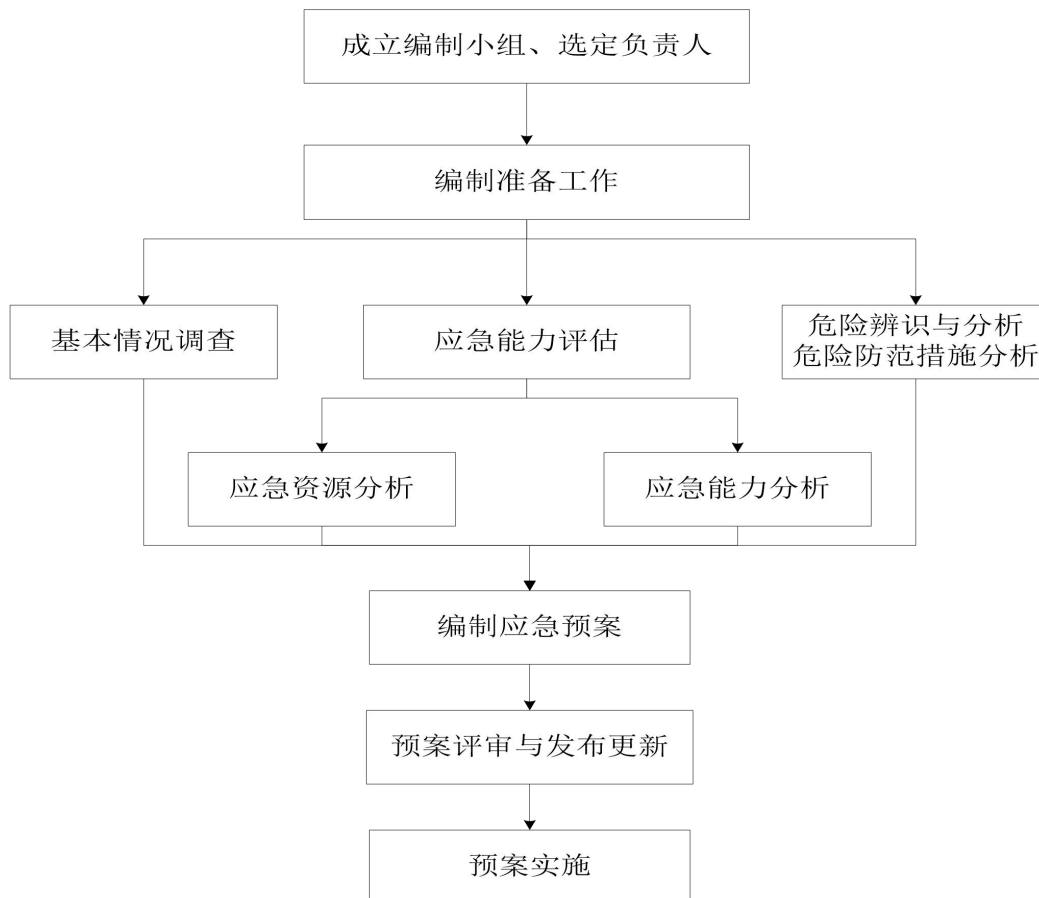 成立编制小组、选定负责人
编制准备工作
基本情况调查
应急能力评估
危险辨识与分析
危险防范措施分析
应急资源分析
应急能力分析
编制应急预案
预案评审与发布更新
预案实施